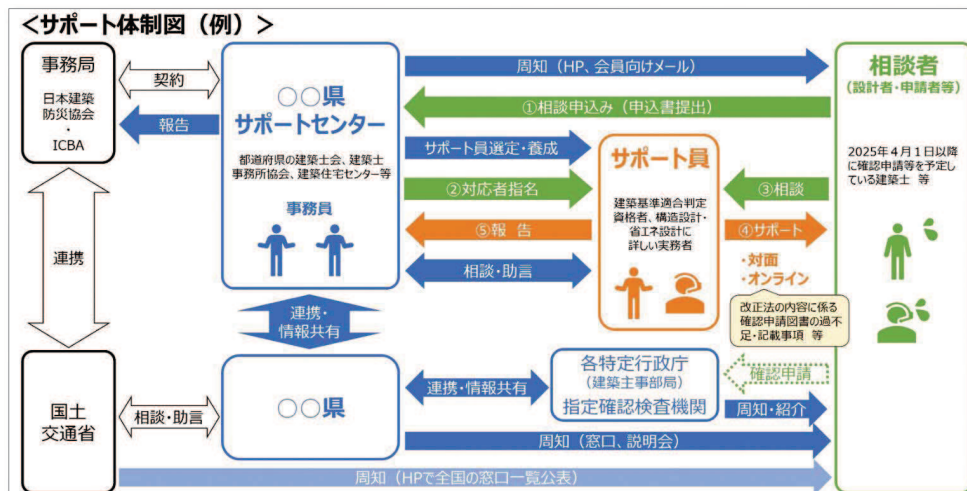 ＜サポート体制図（例）＞
事務局
日本建築
防災協会
・
ICBA
契約
報告
○○県
サポートセンター
都道府県の建築士会、建築士
事務所協会、建築住宅センター等
事務員
周知（HP、会員向けメール）
①相談申込み（申込書提出）
サポート員選定・養成
②対応者指名
⑤報 告
相談・助言
サポート員
建築基準適合判定
資格者、構造設計・
省エネ設計に
詳しい実務者
③相談
④サポート
・対面
・オンライン
改正法の内容に係る
確認申請図書の過不
足・記載事項 等
相談者
（設計者・申請者等）
2025年４月１日以降
に確認申請等を予定し
ている建築士 等
連携
連携・
情報共有
国土
交通省
相談・助言
○○県
連携・情報共有
各特定行政庁
（建築主事部局）
指定確認検査機関
確認申請
周知・紹介
周知（窓口、説明会）
周知（HPで全国の窓口一覧公表）